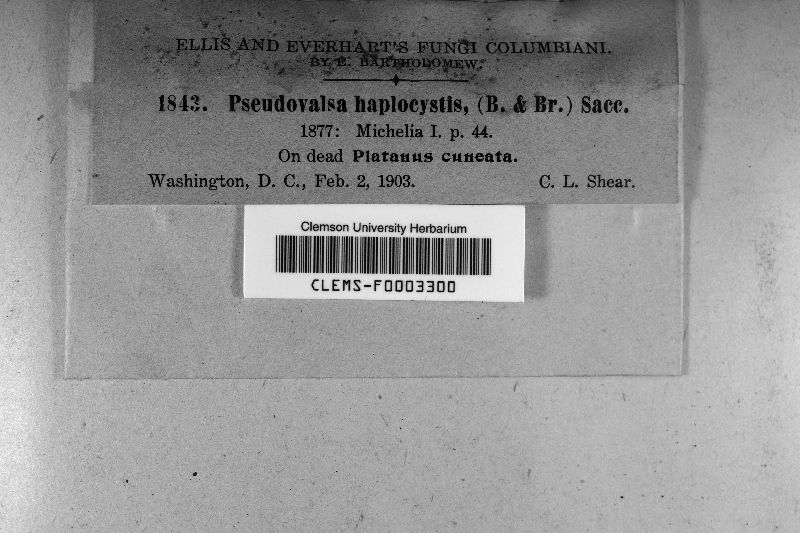 ELLIS AND EVERHART'S FUNGI COLUMBIANI.
BY E. BARTHOLOMEW.
1843. Pseudovalsa haplocystis, (B. & Br.) Sacc.
1877: Michelia I. p. 44.
On dead Platanus cuneata.
Washington, D. C., Feb. 2, 1903. C. L. Shear.
Clemson University Herbarium
CLEMS-F0003300